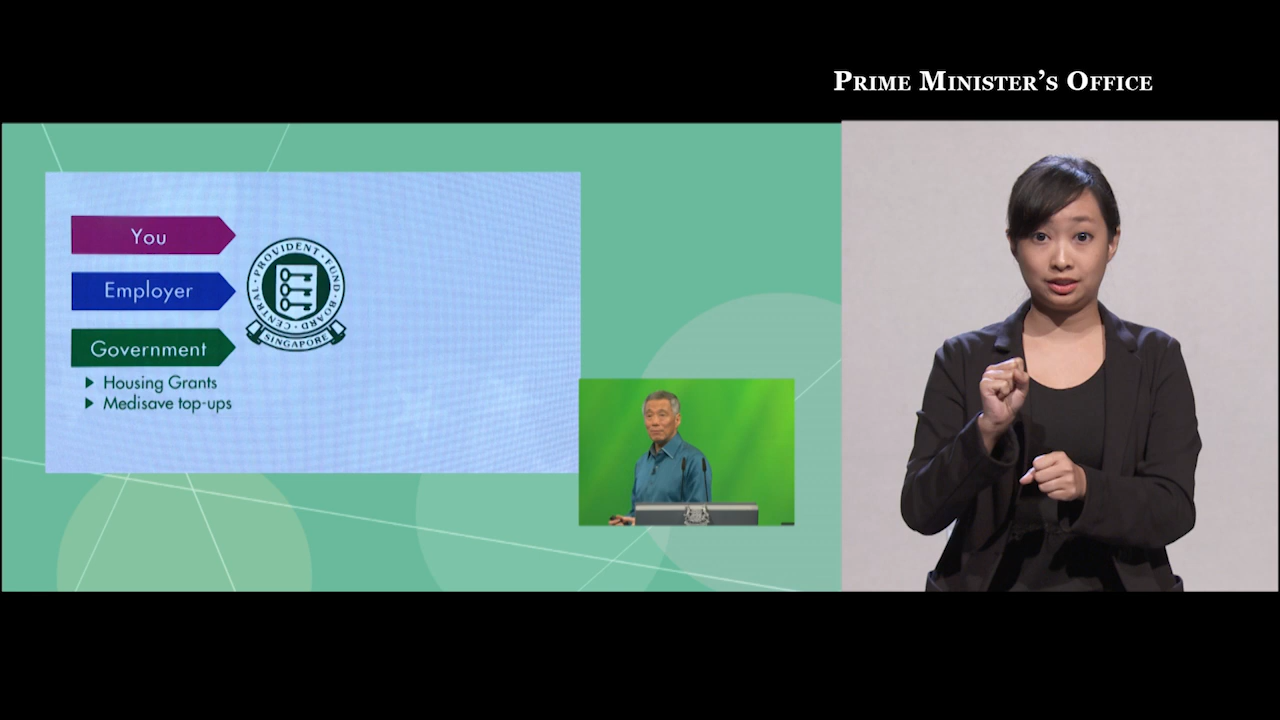 PRIME MINISTER'S OFFICE
You
Employer
Government
Housing Grants
Medisave top-ups
CENTRAL · PROVIDENT · FUND · BOARD ·
SINGAPORE